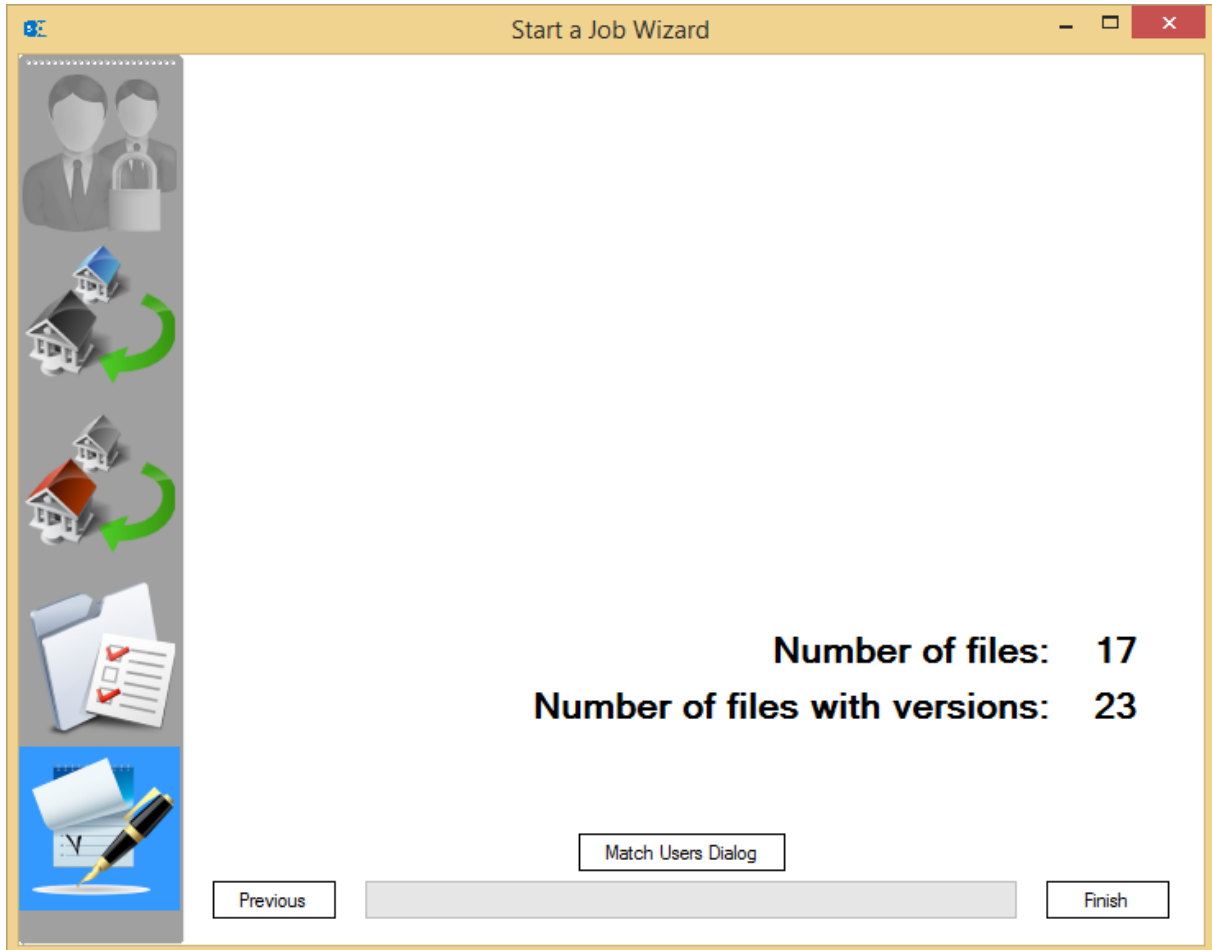 Start a Job Wizard
Number of files: 17
Number of files with versions: 23
Match Users Dialog
Previous
Finish